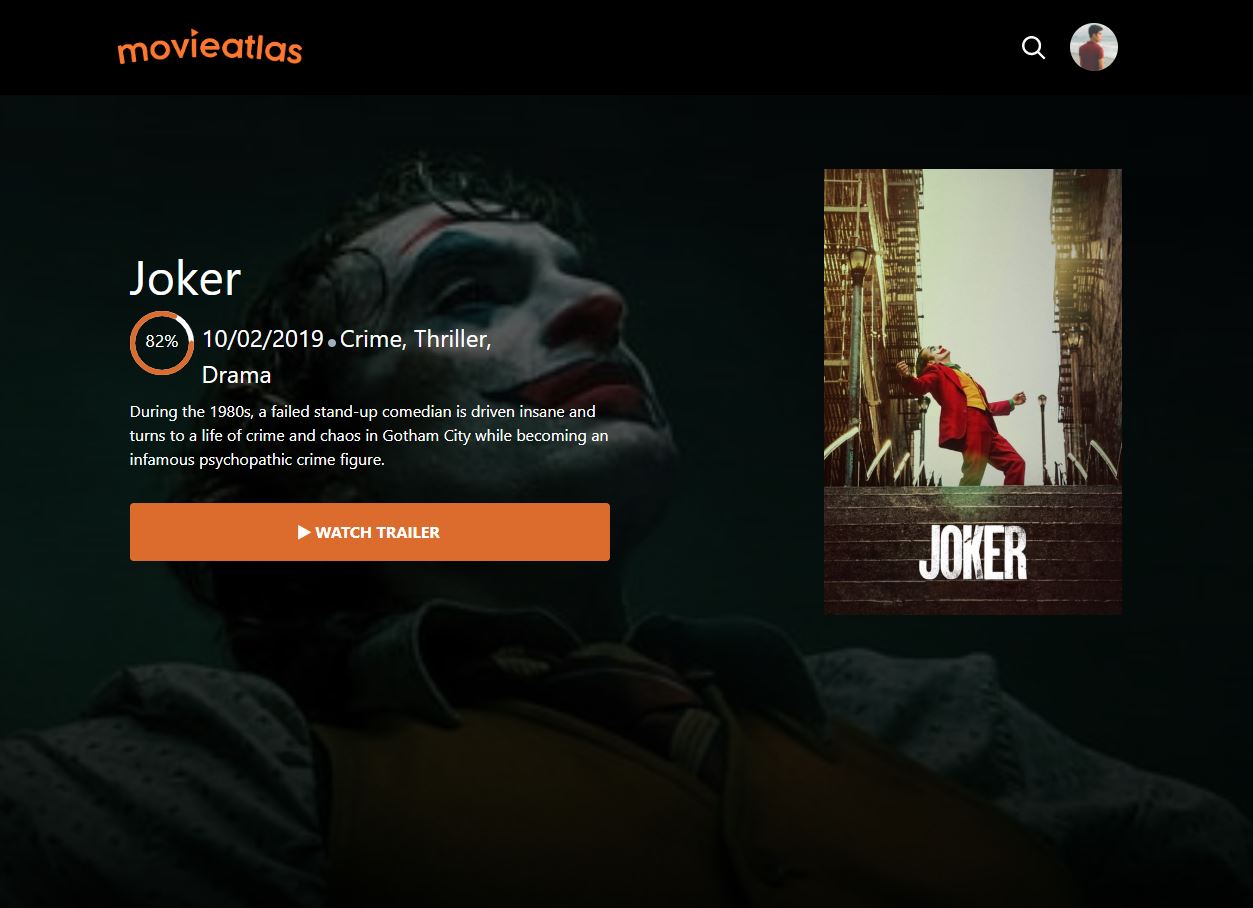 movieatlas
Joker
82%
10/02/2019 ● Crime, Thriller,
Drama
During the 1980s, a failed stand-up comedian is driven insane and
turns to a life of crime and chaos in Gotham City while becoming an
infamous psychopathic crime figure.
▶ WATCH TRAILER
JOKER